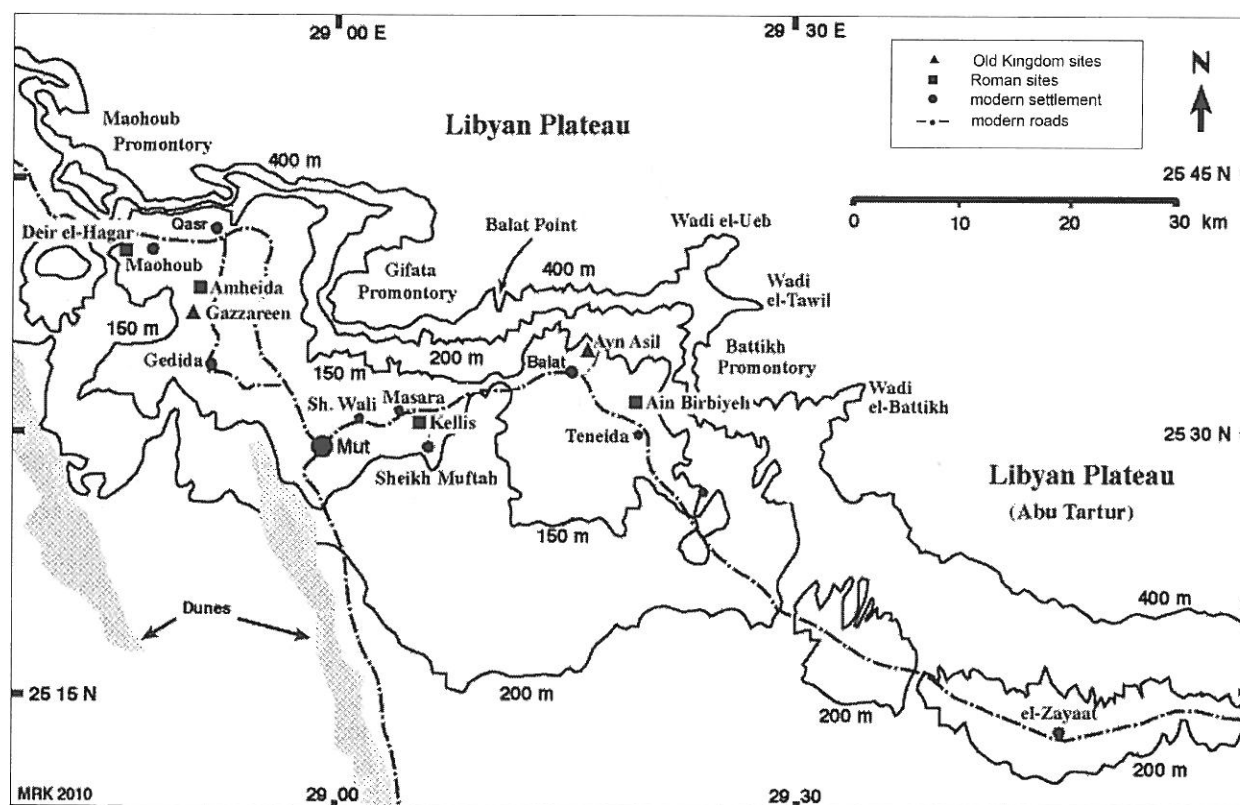 29 00 E
29 30 E
Old Kingdom sites
Roman sites
modern settlement
modern roads
N
Maohoub
Promontory
Libyan Plateau
400 m
25 45 N
0 10 20 30
km
Deir el-Hagar
Qasr
Maohoub
Balat Point
Wadi el-Ueb
Gifata
Promontory
400 m
Wadi
el-Tawil
Amheida
Gazzareen
150 m
200 m
Ayn Asil
Battikh
Promontory
Gedida
150 m
Balat
Wadi
el-Battikh
Sh. Wali
Masara
Kellis
Ain Birbiyeh
Teneida
25 30 N
Mut
Sheikh Muftah
Libyan Plateau
(Abu Tartur)
150 m
Dunes
400 m
25 15 N
200 m
200 m
el-Zayaat
200 m
MRK 2010
29 00
29 30